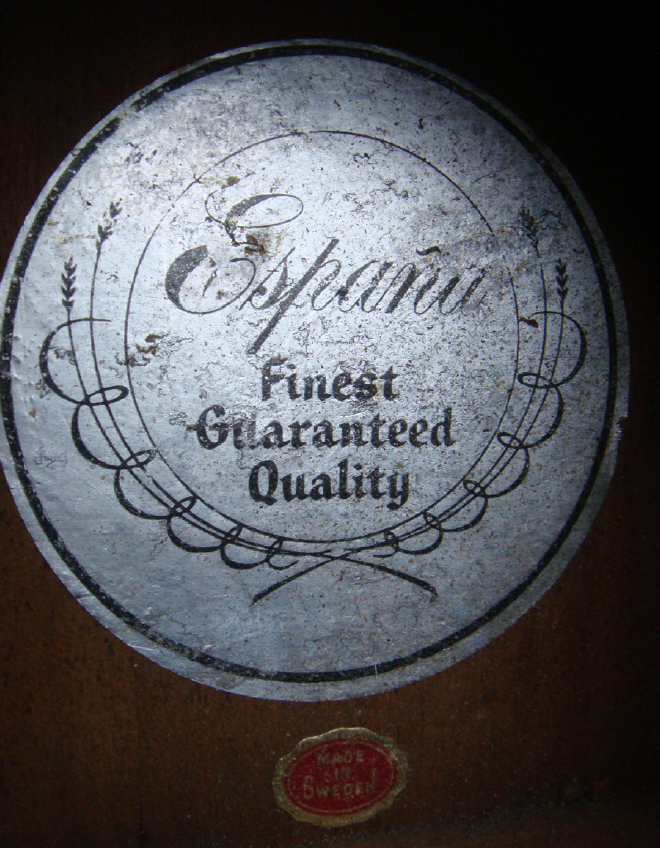 España
Finest
Guaranteed
Quality
MADE
IN
SWEDEN